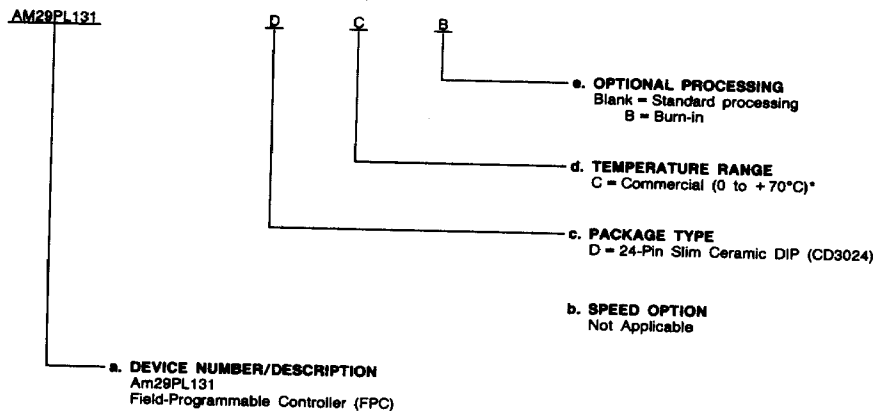 AM29PL131 D C B
e. OPTIONAL PROCESSING
Blank = Standard processing
B = Burn-in
d. TEMPERATURE RANGE
C = Commercial (0 to +70°C)*
c. PACKAGE TYPE
D = 24-Pin Slim Ceramic DIP (CD3024)
b. SPEED OPTION
Not Applicable
a. DEVICE NUMBER/DESCRIPTION
Am29PL131
Field-Programmable Controller (FPC)